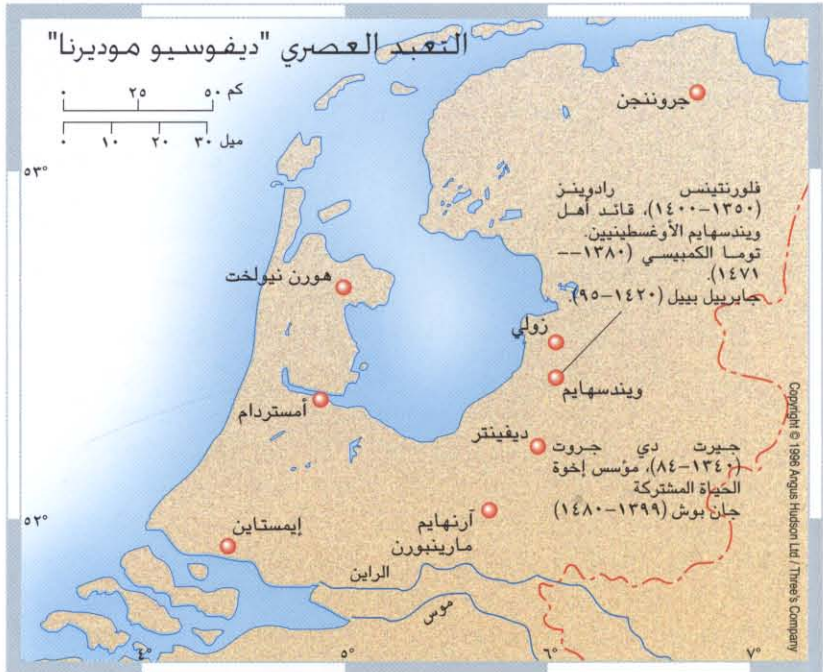 التعبد العصري "ديفوسيو موديرنا"
٠ ٢٥ ٥٠ كم
٠ ١٠ ٢٠ ٣٠ ميل
جروننجن
٥٣°
فلورنتينس رادوينز
(١٣٥٠-١٤٠٠)، قائد أهل
ويندسهايم الأوغسطينيين.
توما الكمبيسي (١٣٨٠--
١٤٧١).
جابرييل بييل (١٤٢٠-٩٥).
هورن نيولخت
زولي
ويندسهايم
أمستردام
ديفينتر
جيرت دي جروت
(١٣٤٠-٨٤)، مؤسس إخوة
الحياة المشتركة
جان بوش (١٣٩٩-١٤٨٠)
٥٢°
آرنهايم
مارينبورن
إيمستاين
الراين
موس
٤° ٥° ٦° ٧°
Copyright © 1996 Angus Hudson Ltd / Three's Company